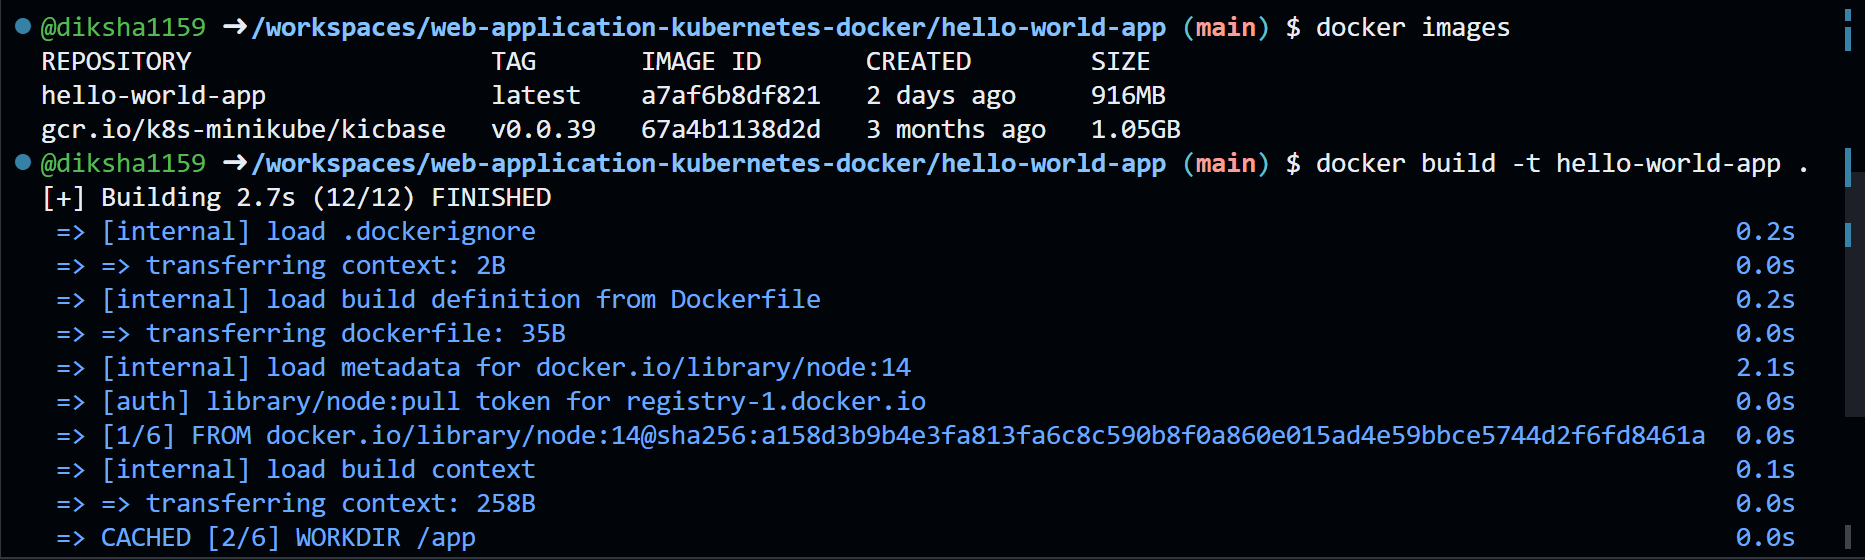 @diksha1159 ➜ /workspaces/web-application-kubernetes-docker/hello-world-app (main) $ docker images
REPOSITORY TAG IMAGE ID CREATED SIZE
hello-world-app latest a7af6b8df821 2 days ago 916MB
gcr.io/k8s-minikube/kicbase v0.0.39 67a4b1138d2d 3 months ago 1.05GB
@diksha1159 ➜ /workspaces/web-application-kubernetes-docker/hello-world-app (main) $ docker build -t hello-world-app .
[+] Building 2.7s (12/12) FINISHED
=> [internal] load .dockerignore 0.2s
=> => transferring context: 2B 0.0s
=> [internal] load build definition from Dockerfile 0.2s
=> => transferring dockerfile: 35B 0.0s
=> [internal] load metadata for docker.io/library/node:14 2.1s
=> [auth] library/node:pull token for registry-1.docker.io 0.0s
=> [1/6] FROM docker.io/library/node:14@sha256:a158d3b9b4e3fa813fa6c8c590b8f0a860e015ad4e59bbce5744d2f6fd8461a 0.0s
=> [internal] load build context 0.1s
=> => transferring context: 258B 0.0s
=> CACHED [2/6] WORKDIR /app 0.0s